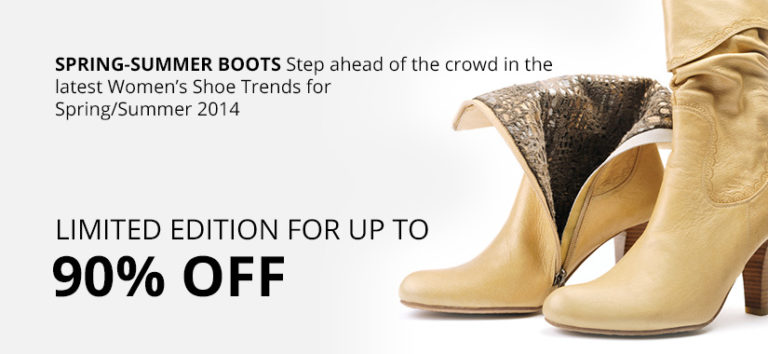 SPRING-SUMMER BOOTS Step ahead of the crowd in the
latest Women’s Shoe Trends for
Spring/Summer 2014
LIMITED EDITION FOR UP TO
90% OFF